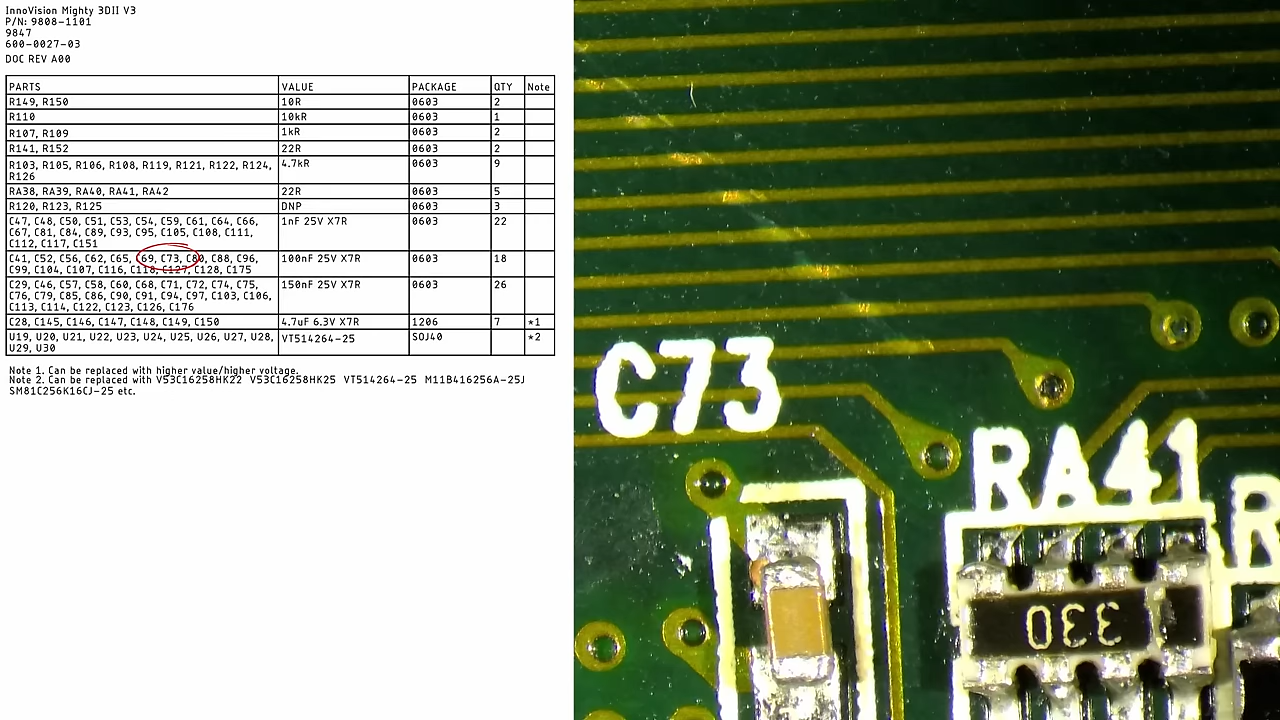 InnoVision Mighty 3DII V3
P/N: 9808-1101
9847
600-0027-03
DOC REV A00
PARTS VALUE PACKAGE QTY Note
R149, R150 10R 0603 2
R110 10kR 0603 1
R107, R109 1kR 0603 2
R141, R152 22R 0603 2
R103, R105, R106, R108, R119, R121, R122, R124, 4.7kR 0603 9
R126
RA38, RA39, RA40, RA41, RA42 22R 0603 5
R120, R123, R125 DNP 0603 3
C47, C48, C50, C51, C53, C54, C59, C61, C64, C66, 1nF 25V X7R 0603 22
C67, C81, C84, C89, C93, C95, C105, C108, C111,
C112, C117, C151
C41, C52, C56, C62, C65, C69, C73, C80, C88, C96, 100nF 25V X7R 0603 18
C99, C104, C107, C116, C118, C127, C128, C175
C29, C46, C57, C58, C60, C68, C71, C72, C74, C75, 150nF 25V X7R 0603 26
C76, C79, C85, C86, C90, C91, C94, C97, C103, C106,
C113, C114, C122, C123, C126, C176
C28, C145, C146, C147, C148, C149, C150 4.7uF 6.3V X7R 1206 7 *1
U19, U20, U21, U22, U23, U24, U25, U26, U27, U28, VT514264-25 SOJ40 *2
U29, U30
Note 1. Can be replaced with higher value/higher voltage.
Note 2. Can be replaced with V53C16258HK22 V53C16258HK25 VT514264-25 M11B416256A-25J
SM81C256K16CJ-25 etc.
C73
RA41
R
330